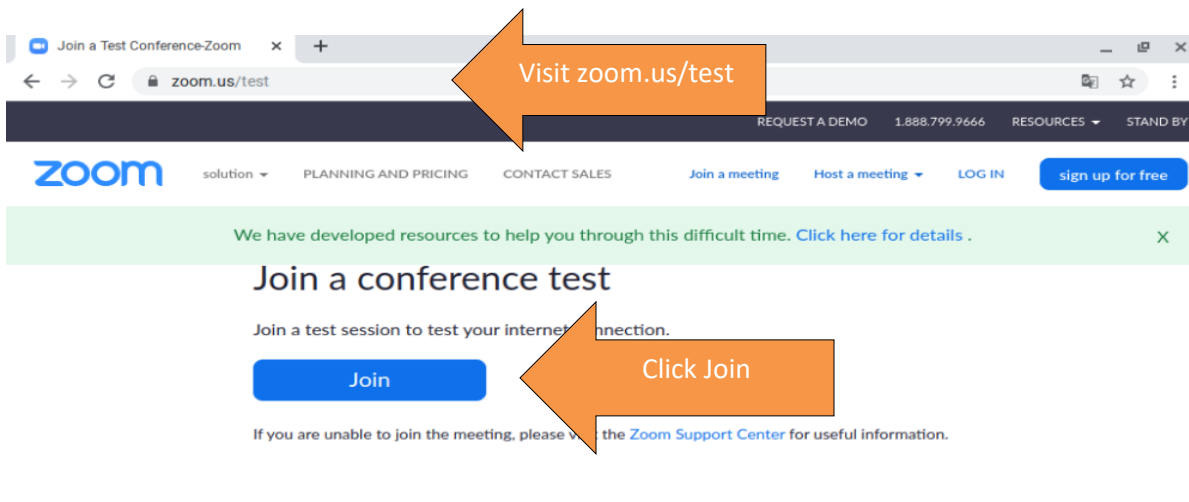 Join a Test Conference-Zoom
Visit zoom.us/test
zoom.us/test
REQUEST A DEMO 1.888.799.9666 RESOURCES STAND BY
zoom solution PLANNING AND PRICING CONTACT SALES Join a meeting Host a meeting LOG IN sign up for free
We have developed resources to help you through this difficult time. Click here for details . X
Join a conference test
Join a test session to test your internet
Join
Click Join
If you are unable to join the meeting, please the Zoom Support Center for useful information.